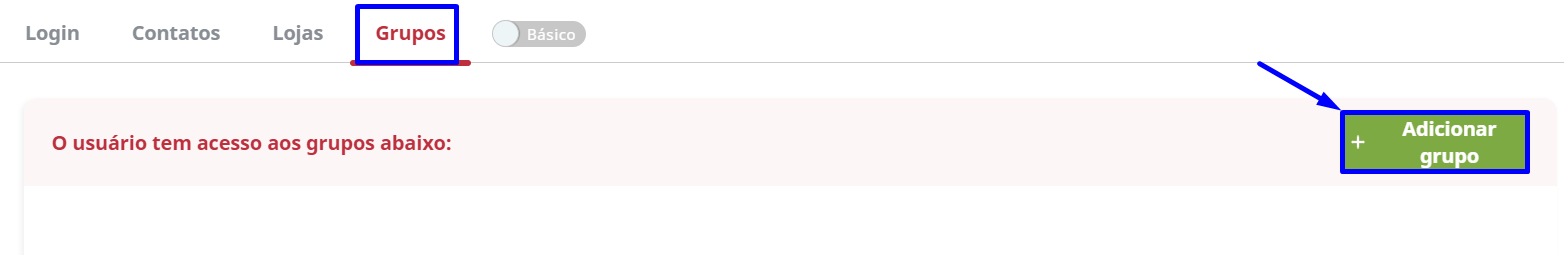 Login Contatos Lojas Grupos Básico
O usuário tem acesso aos grupos abaixo:
+ Adicionar
grupo